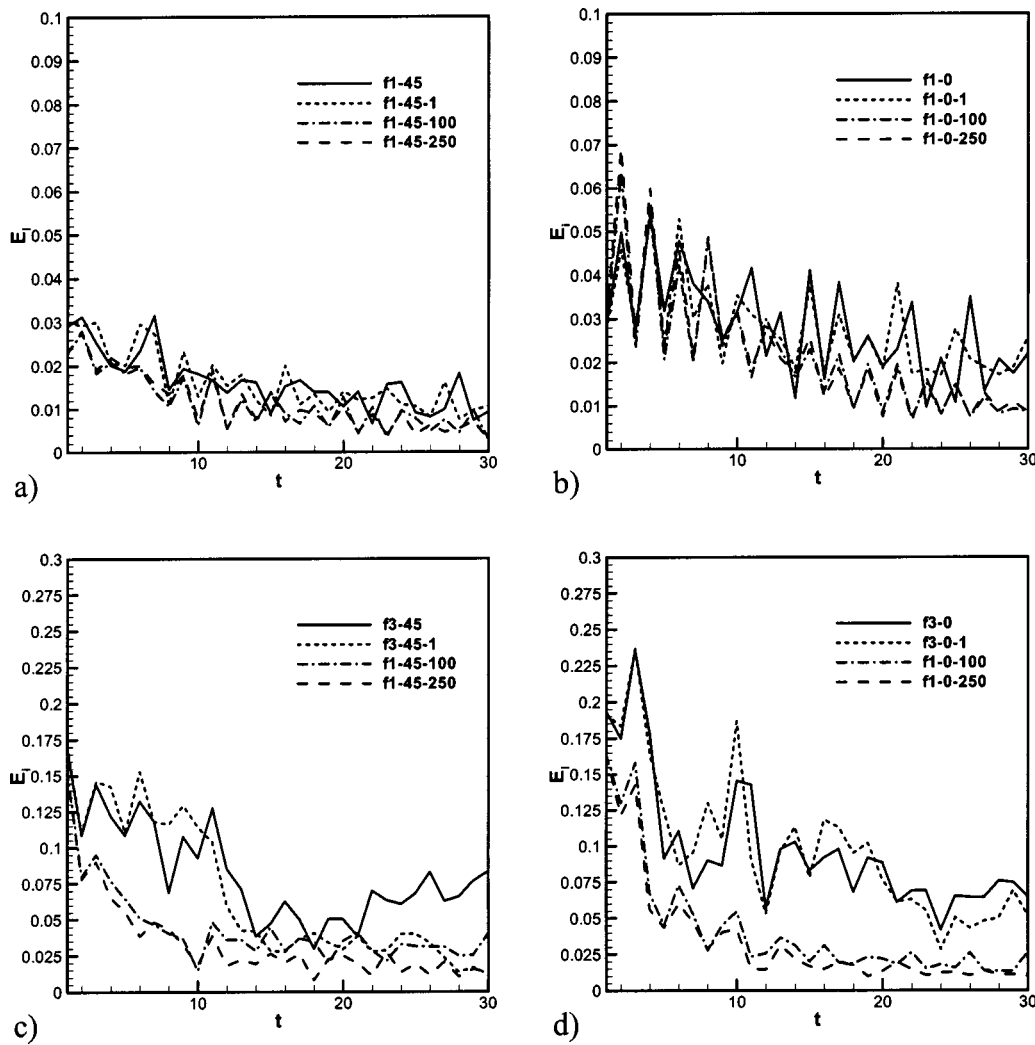 0.1
0.09
0.08
0.07
0.06
0.05
0.04
0.03
0.02
0.01
0
E_i
f1-45
f1-45-1
f1-45-100
f1-45-250
10 20 30
t
a)
0.1
0.09
0.08
0.07
0.06
0.05
0.04
0.03
0.02
0.01
0
E_i
f1-0
f1-0-1
f1-0-100
f1-0-250
10 20 30
t
b)
0.3
0.275
0.25
0.225
0.2
0.175
0.15
0.125
0.1
0.075
0.05
0.025
0
E_i
f3-45
f3-45-1
f1-45-100
f1-45-250
10 20 30
t
c)
0.3
0.275
0.25
0.225
0.2
0.175
0.15
0.125
0.1
0.075
0.05
0.025
0
E_i
f3-0
f3-0-1
f1-0-100
f1-0-250
10 20 30
t
d)